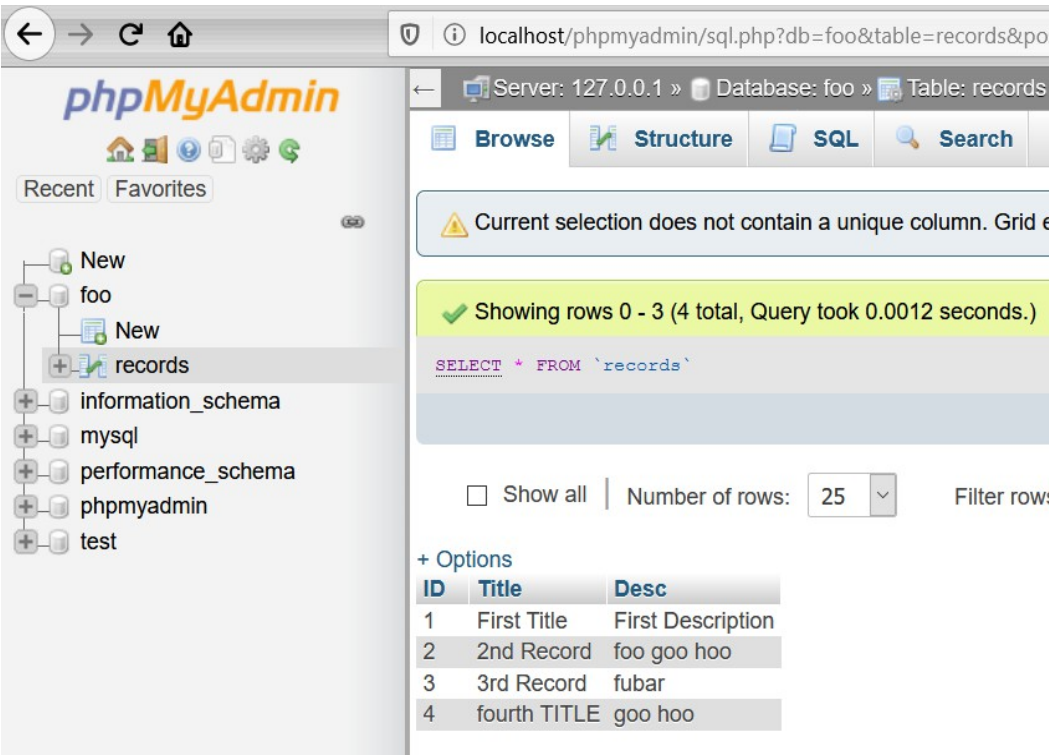 localhost/phpmyadmin/sql.php?db=foo&table=records&po
phpMyAdmin
Recent Favorites
New
foo
New
records
information_schema
mysql
performance_schema
phpmyadmin
test
Server: 127.0.0.1 » Database: foo » Table: records
Browse Structure SQL Search
Current selection does not contain a unique column. Grid e
Showing rows 0 - 3 (4 total, Query took 0.0012 seconds.)
SELECT * FROM `records`
Show all | Number of rows: 25 Filter rows
+ Options
ID Title Desc
1 First Title First Description
2 2nd Record foo goo hoo
3 3rd Record fubar
4 fourth TITLE goo hoo